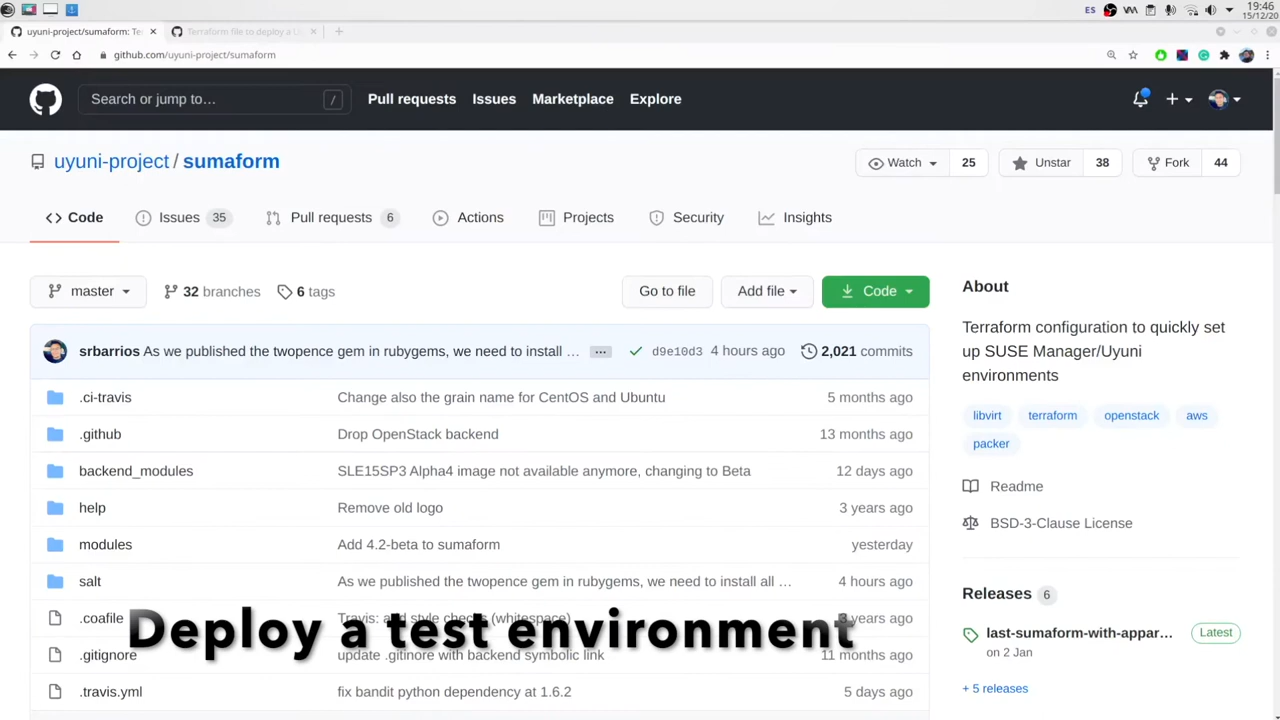 ES
19:46
15/12/20
uyuni-project/sumaform: Te
Terraform file to deploy a U
github.com/uyuni-project/sumaform
Search or jump to…
/
Pull requests
Issues
Marketplace
Explore
uyuni-project / sumaform
Watch 25
Unstar 38
Fork 44
Code
Issues 35
Pull requests 6
Actions
Projects
Security
Insights
master
32 branches
6 tags
Go to file
Add file
Code
srbarrios As we published the twopence gem in rubygems, we need to install … d9e10d3 4 hours ago 2,021 commits
.ci-travis Change also the grain name for CentOS and Ubuntu 5 months ago
.github Drop OpenStack backend 13 months ago
backend_modules SLE15SP3 Alpha4 image not available anymore, changing to Beta 12 days ago
help Remove old logo 3 years ago
modules Add 4.2-beta to sumaform yesterday
salt As we published the twopence gem in rubygems, we need to install all … 4 hours ago
.coafile Travis: add style checks (whitespace) 3 years ago
Deploy a test environment
.gitignore update .gitinore with backend symbolic link 11 months ago
.travis.yml fix bandit python dependency at 1.6.2 5 days ago
About
Terraform configuration to quickly set
up SUSE Manager/Uyuni
environments
libvirt terraform openstack aws
packer
Readme
BSD-3-Clause License
Releases 6
last-sumaform-with-appar… Latest
on 2 Jan
+ 5 releases